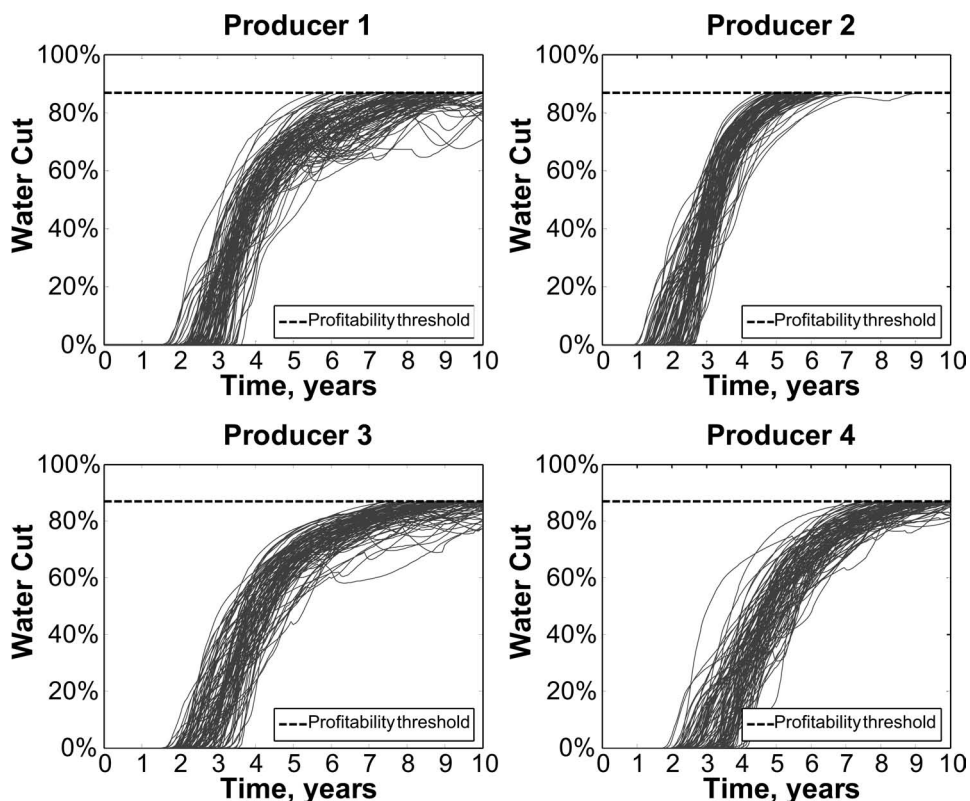 Producer 1
Producer 2
100%
80%
60%
40%
20%
0%
Water Cut
Profitability threshold
0 1 2 3 4 5 6 7 8 9 10
Time, years
100%
80%
60%
40%
20%
0%
Water Cut
Profitability threshold
0 1 2 3 4 5 6 7 8 9 10
Time, years
Producer 3
Producer 4
100%
80%
60%
40%
20%
0%
Water Cut
Profitability threshold
0 1 2 3 4 5 6 7 8 9 10
Time, years
100%
80%
60%
40%
20%
0%
Water Cut
Profitability threshold
0 1 2 3 4 5 6 7 8 9 10
Time, years